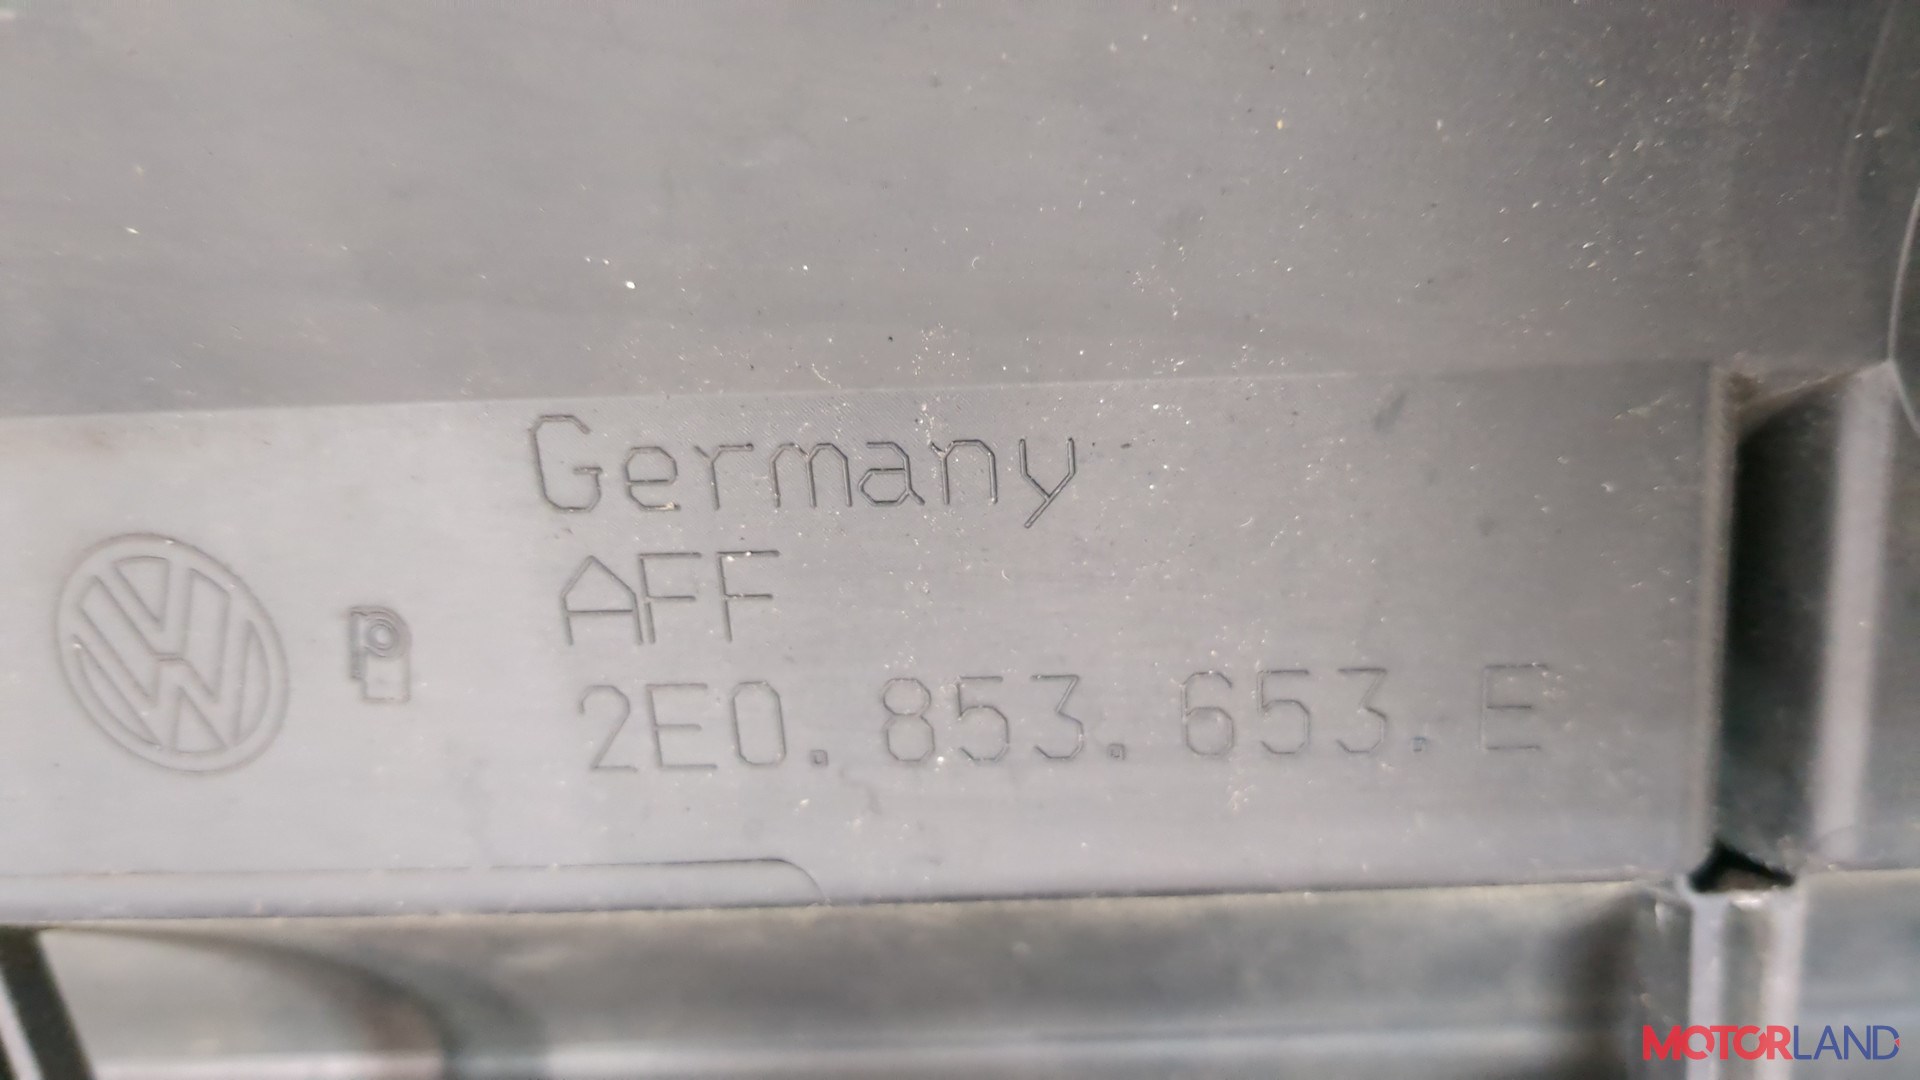 Germany
AFF
2E0.853.653.E
MOTORLAND